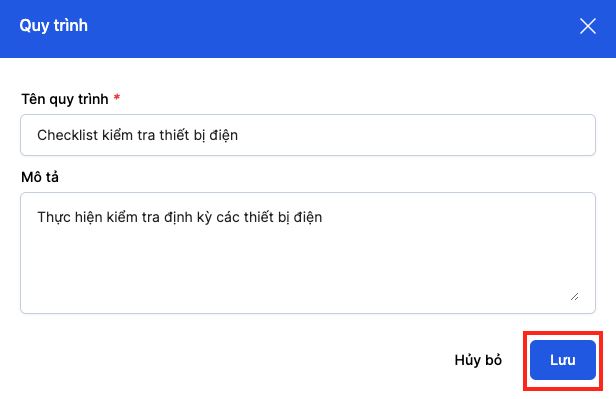 Quy trình
Tên quy trình *
Checklist kiểm tra thiết bị điện
Mô tả
Thực hiện kiểm tra định kỳ các thiết bị điện
Hủy bỏ
Lưu